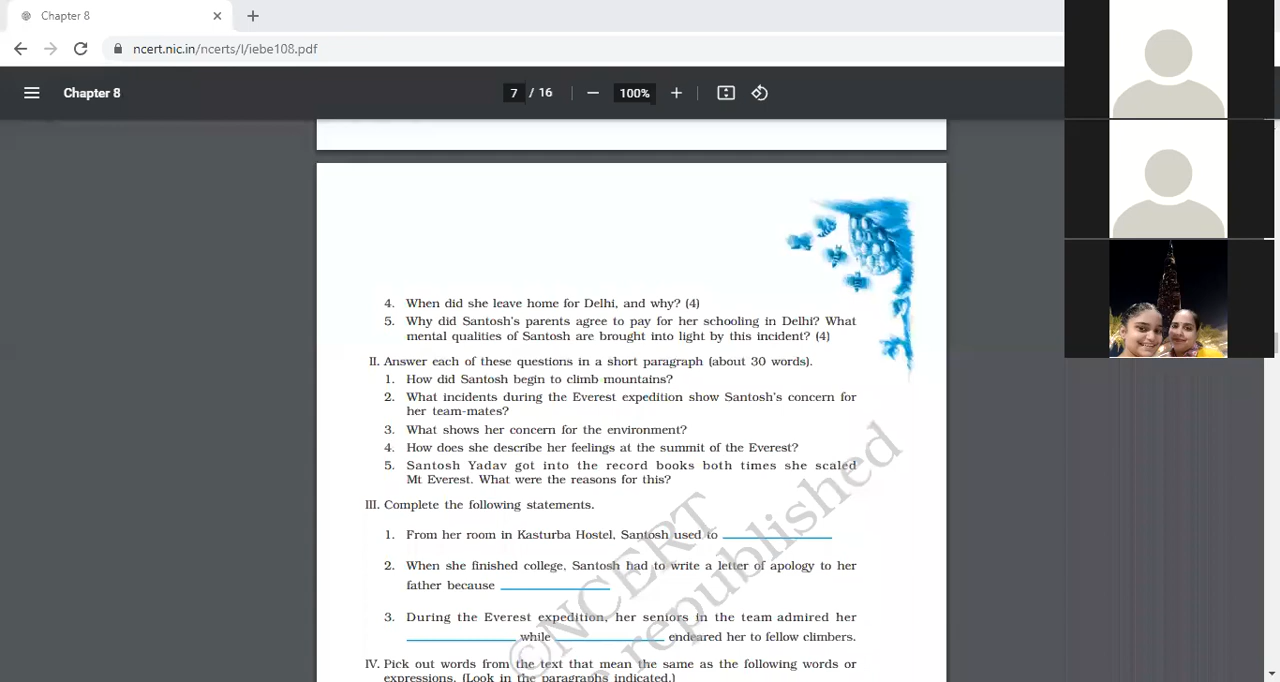 Chapter 8
ncert.nic.in/ncerts/l/iebe108.pdf
Chapter 8
7 / 16
100%
4. When did she leave home for Delhi, and why? (4)
5. Why did Santosh's parents agree to pay for her schooling in Delhi? What
mental qualities of Santosh are brought into light by this incident? (4)
II. Answer each of these questions in a short paragraph (about 30 words).
1. How did Santosh begin to climb mountains?
2. What incidents during the Everest expedition show Santosh's concern for
her team-mates?
3. What shows her concern for the environment?
4. How does she describe her feelings at the summit of the Everest?
5. Santosh Yadav got into the record books both times she scaled
Mt Everest. What were the reasons for this?
III. Complete the following statements.
1. From her room in Kasturba Hostel, Santosh used to
2. When she finished college, Santosh had to write a letter of apology to her
father because
3. During the Everest expedition, her seniors in the team admired her
while endeared her to fellow climbers.
IV. Pick out words from the text that mean the same as the following words or
expressions. (Look in the paragraphs indicated.)
©NCERT
republished